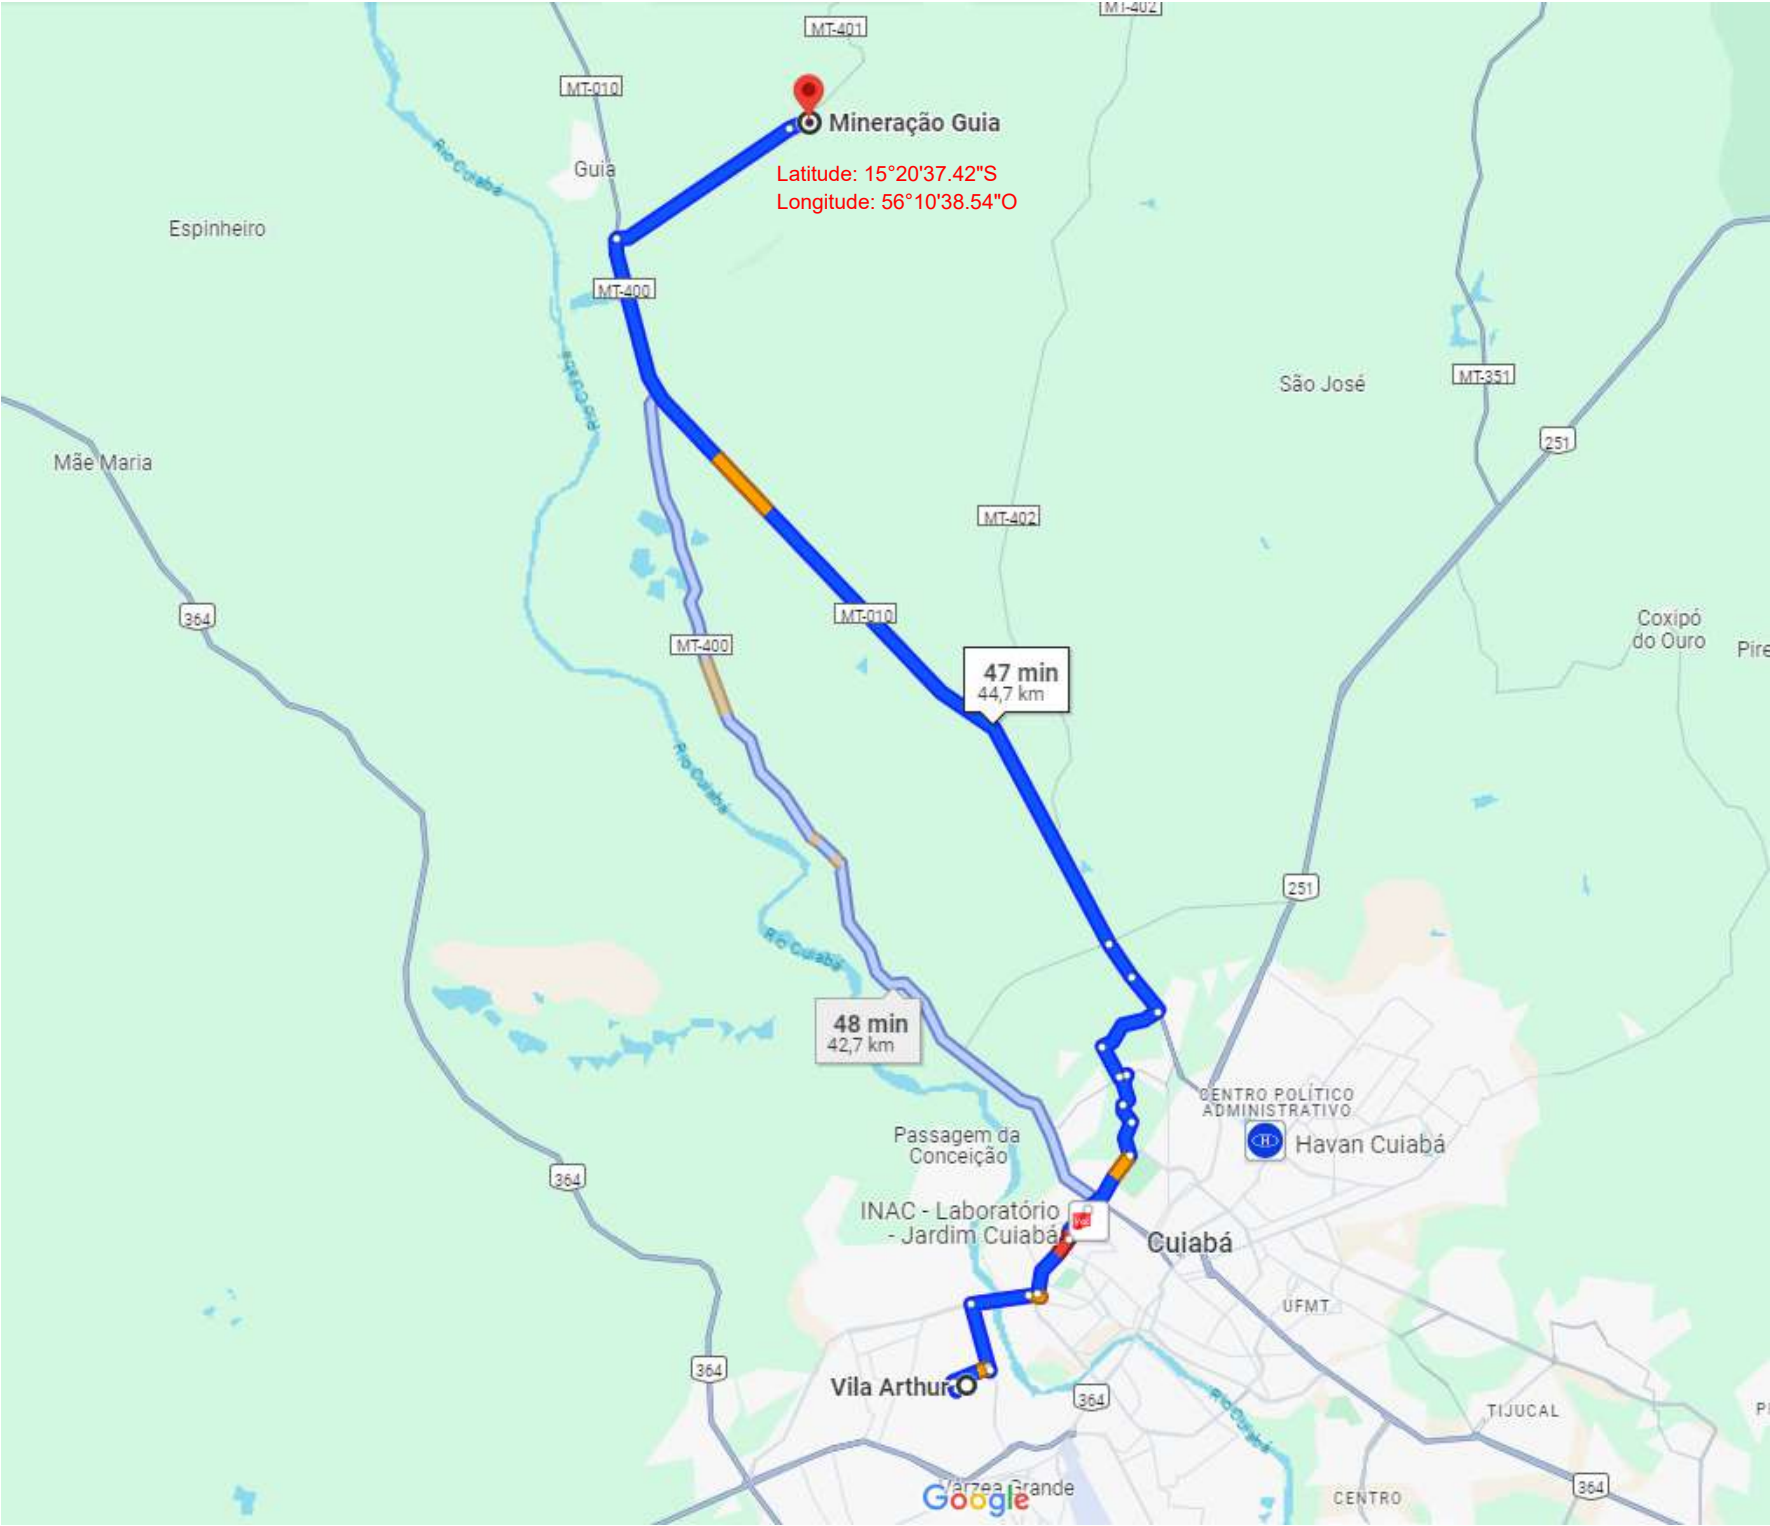 MT-402
MT-401
MT-010
Mineração Guia
Rio Cuiabá
Guia
Latitude: 15°20'37.42"S
Longitude: 56°10'38.54"O
Espinheiro
MT-400
Rio Cuiabá
São José
MT-351
251
Mãe Maria
MT-402
364
MT-010
Coxipó
do Ouro
MT-400
Pire
47 min
44,7 km
Rio Cuiabá
251
Rio Cuiabá
48 min
42,7 km
CENTRO POLÍTICO
ADMINISTRATIVO
Passagem da
Conceição
H
Havan Cuiabá
364
INAC - Laboratório
- Jardim Cuiabá
Cuiabá
UFMT
364
Vila Arthur
364
Rio Cuiabá
TIJUCAL
P
Várzea Grande
Google
364
CENTRO